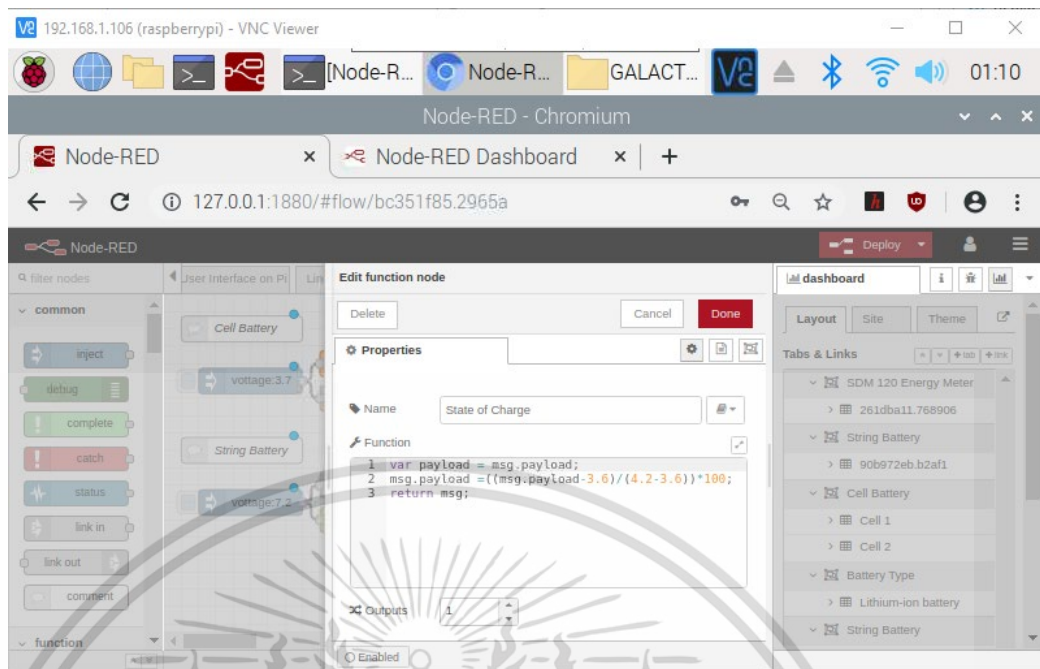 192.168.1.106 (raspberrypi) - VNC Viewer
[Node-R... Node-R... GALACT... 01:10
Node-RED - Chromium
Node-RED Node-RED Dashboard
127.0.0.1:1880/#flow/bc351f85.2965a
Node-RED Deploy
filter nodes User Interface on Pi Lin Edit function node dashboard
common Delete Cancel Done Layout Site Theme
Cell Battery
inject Properties Tabs & Links tab link
debug vottage:3.7 SDM 120 Energy Meter
complete Name State of Charge 261dba11.768906
catch String Battery Function String Battery
1 var payload = msg.payload;
2 msg.payload =((msg.payload-3.6)/(4.2-3.6))*100;
3 return msg;
90b972eb.b2af1
status vottage:7.2 Cell Battery
link in Cell 1
link out Cell 2
comment Battery Type
Outputs 1 Lithium-ion battery
function String Battery
Enabled